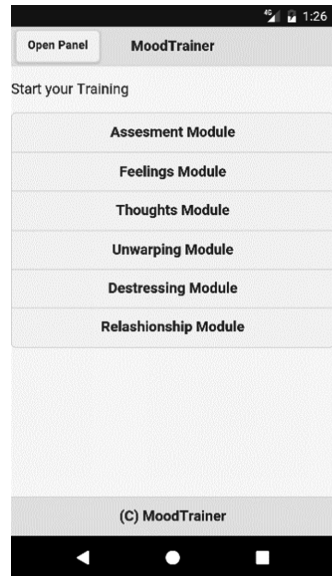 4G 1:26
Open Panel MoodTrainer
Start your Training
Assesment Module
Feelings Module
Thoughts Module
Unwarping Module
Destressing Module
Relashionship Module
(C) MoodTrainer